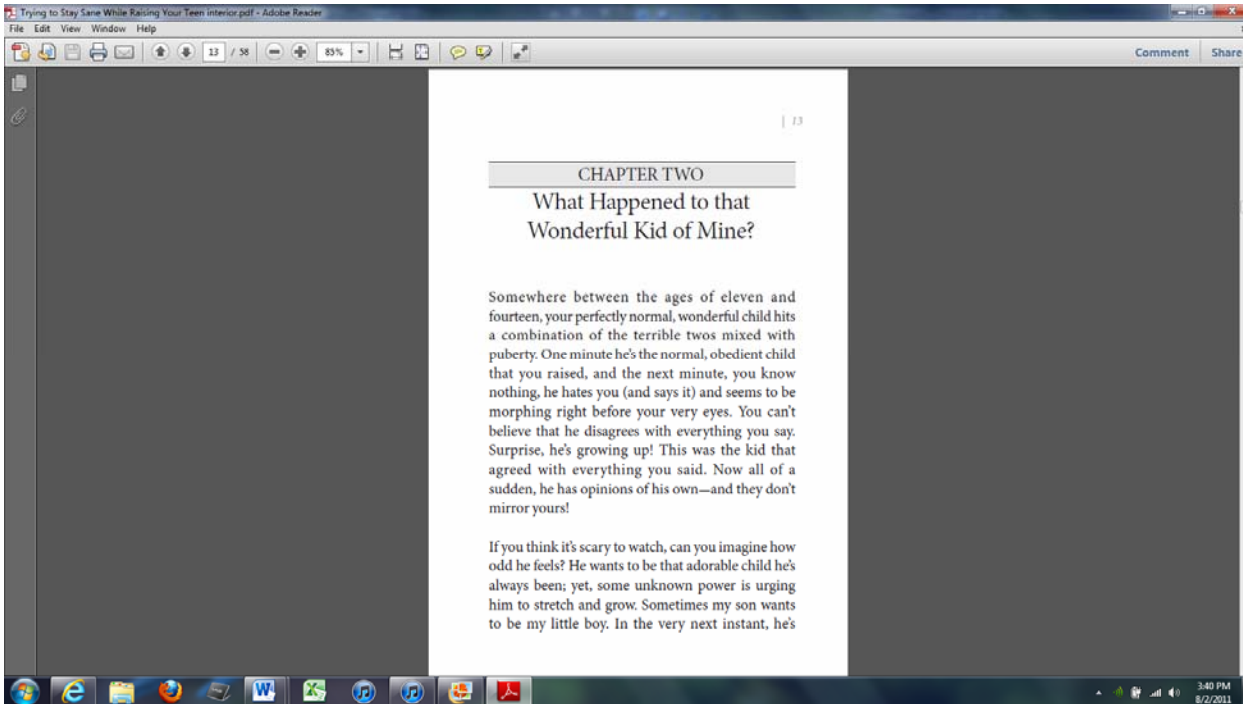 Trying to Stay Sane While Raising Your Teen interior.pdf - Adobe Reader
File Edit View Window Help
13 / 58 85% Comment Share
| 13
CHAPTER TWO
What Happened to that
Wonderful Kid of Mine?
Somewhere between the ages of eleven and
fourteen, your perfectly normal, wonderful child hits
a combination of the terrible twos mixed with
puberty. One minute he's the normal, obedient child
that you raised, and the next minute, you know
nothing, he hates you (and says it) and seems to be
morphing right before your very eyes. You can't
believe that he disagrees with everything you say.
Surprise, he's growing up! This was the kid that
agreed with everything you said. Now all of a
sudden, he has opinions of his own—and they don't
mirror yours!
If you think it's scary to watch, can you imagine how
odd he feels? He wants to be that adorable child he's
always been; yet, some unknown power is urging
him to stretch and grow. Sometimes my son wants
to be my little boy. In the very next instant, he's
3:40 PM
8/2/2011